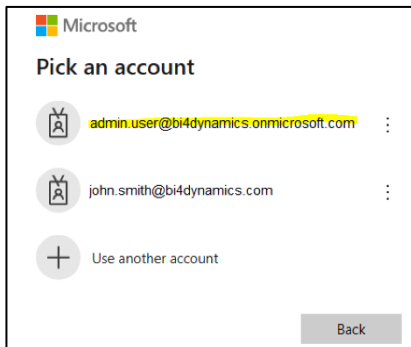 Microsoft
Pick an account
admin.user@bi4dynamics.onmicrosoft.com
john.smith@bi4dynamics.com
Use another account
Back